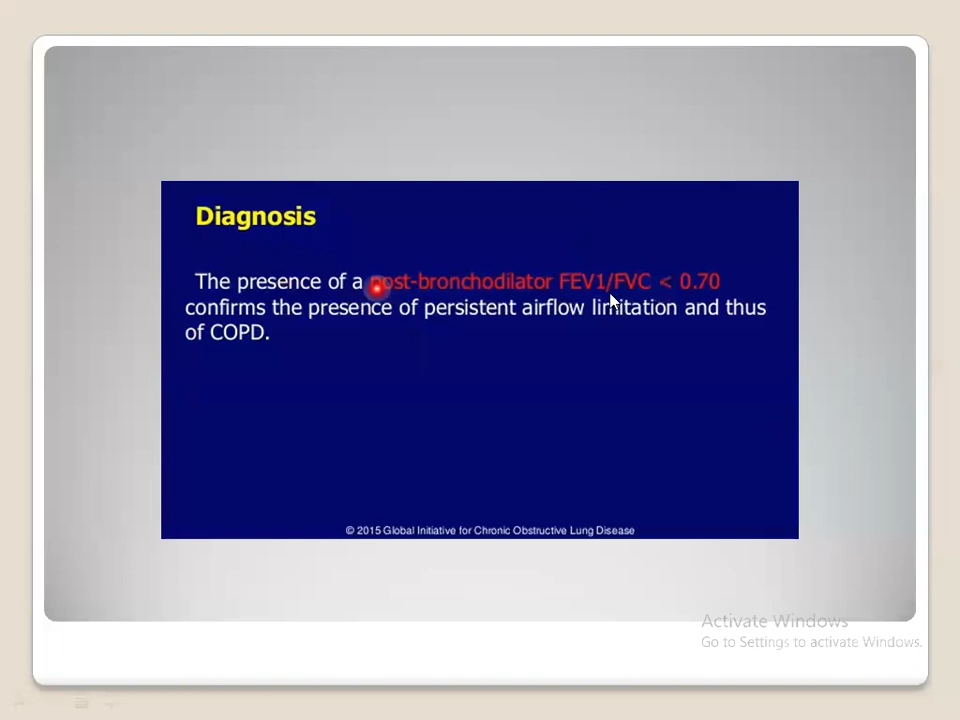 Diagnosis
The presence of a post-bronchodilator FEV1/FVC < 0.70
confirms the presence of persistent airflow limitation and thus
of COPD.
© 2015 Global Initiative for Chronic Obstructive Lung Disease
Activate Windows
Go to Settings to activate Windows.